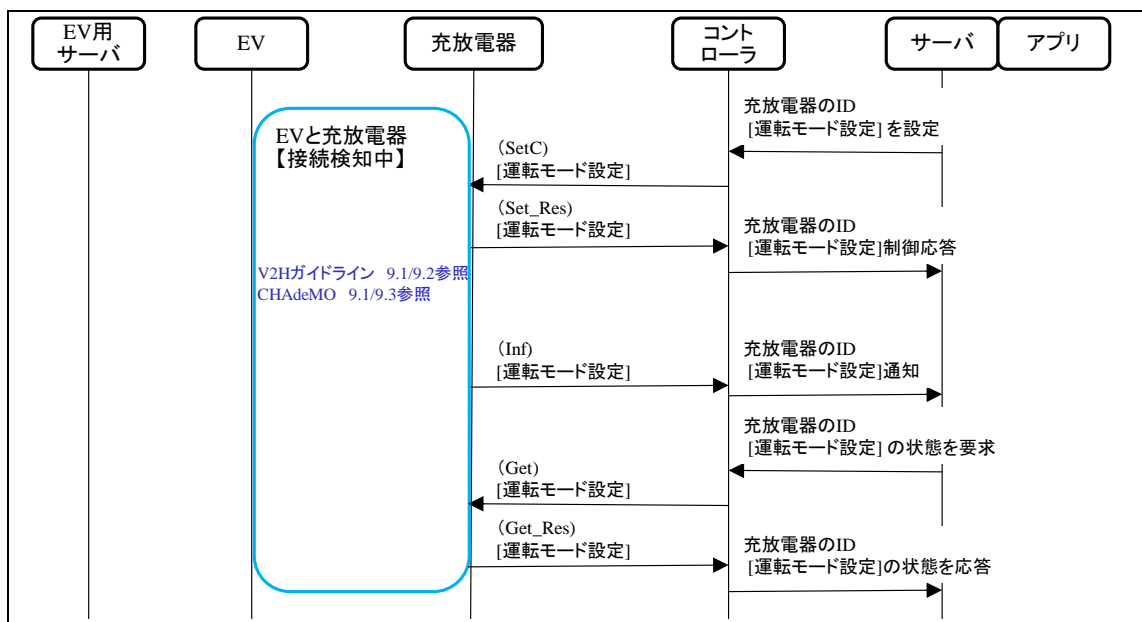 EV用
サーバ
EV
充放電器
コント
ローラ
サーバ
アプリ
EVと充放電器
【接続検知中】
充放電器のID
[運転モード設定] を設定
(SetC)
[運転モード設定]
(Set_Res)
[運転モード設定]
充放電器のID
[運転モード設定]制御応答
V2Hガイドライン 9.1/9.2参照
CHAdeMO 9.1/9.3参照
(Inf)
[運転モード設定]
充放電器のID
[運転モード設定]通知
充放電器のID
[運転モード設定] の状態を要求
(Get)
[運転モード設定]
(Get_Res)
[運転モード設定]
充放電器のID
[運転モード設定]の状態を応答